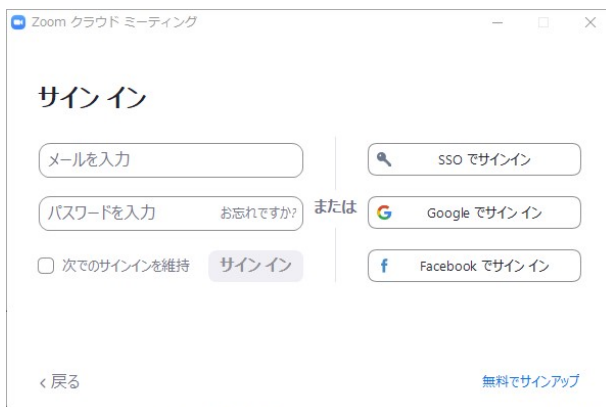 Zoom クラウド ミーティング
サイン イン
メールを入力
パスワードを入力 お忘れですか?
次でのサインインを維持 サイン イン
または
SSO でサインイン
Google でサイン イン
Facebook でサイン イン
戻る
無料でサインアップ